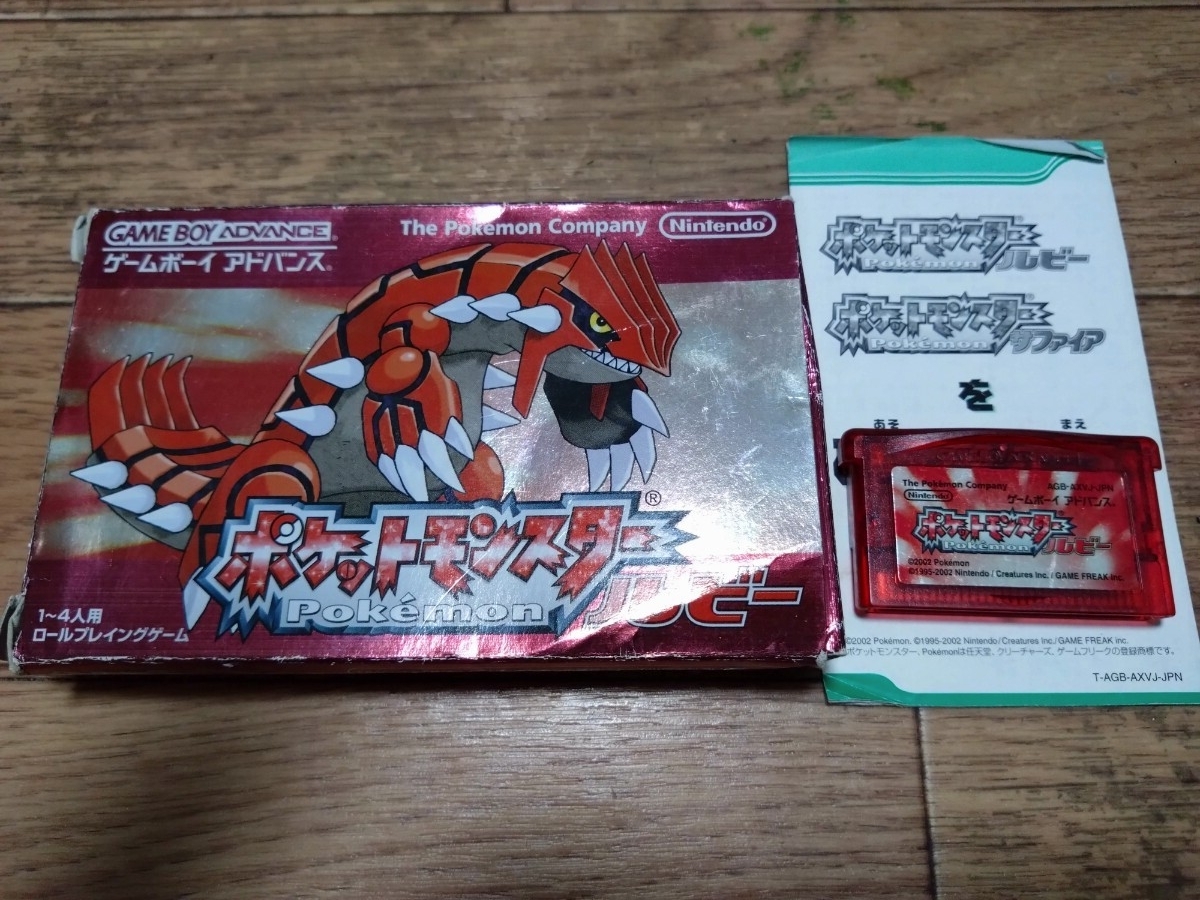 GAME BOY ADVANCE
ゲームボーイ アドバンス®
The Pokémon Company
Nintendo®
ポケットモンスター®
Pokémon
ルビー
1~4人用
ロールプレイングゲーム
ポケットモンスター
Pokémon ルビー
ポケットモンスター
Pokémon サファイア
を
あそ まえ
The Pokémon Company AGB-AXVJ-JPN
Nintendo ゲームボーイ アドバンス®
ポケットモンスター
Pokémon ルビー
©2002 Pokémon
©1995-2002 Nintendo / Creatures Inc. / GAME FREAK inc.
©2002 Pokémon. ©1995-2002 Nintendo/Creatures Inc./GAME FREAK inc.
ポケットモンスター、Pokémonは任天堂、クリーチャーズ、ゲームフリークの登録商標です。
T-AGB-AXVJ-JPN